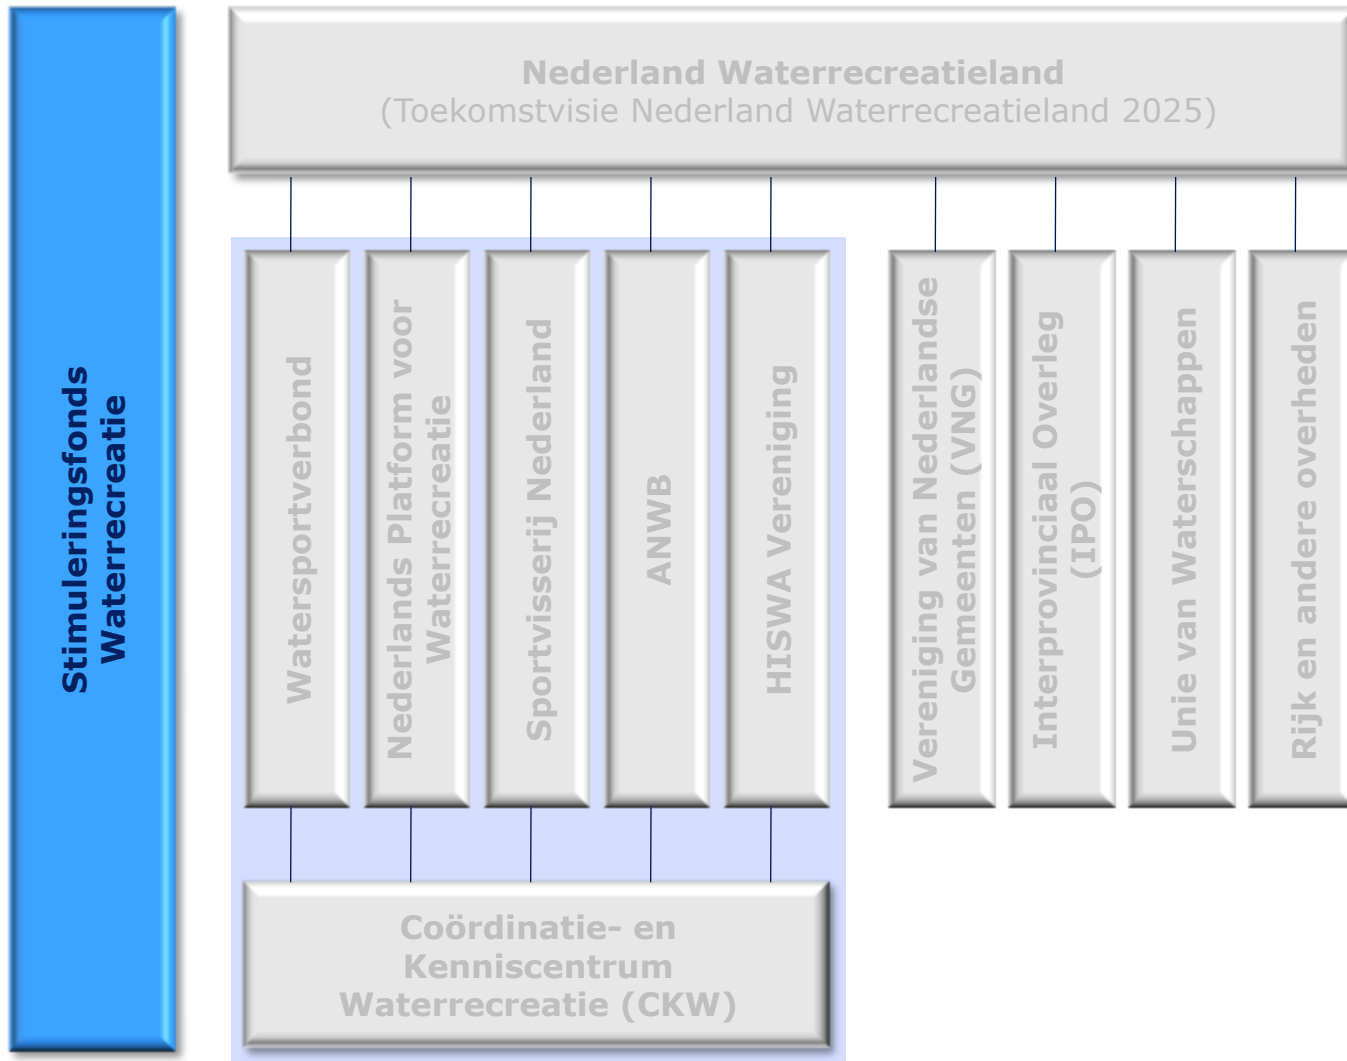 Nederland Waterrecreatieland
(Toekomstvisie Nederland Waterrecreatieland 2025)
Stimuleringsfonds
Waterrecreatie
Watersportverbond
Nederlands Platform voor
Waterrecreatie
Sportvisserij Nederland
ANWB
HISWA Vereniging
Vereniging van Nederlandse
Gemeenten (VNG)
Interprovinciaal Overleg
(IPO)
Unie van Waterschappen
Rijk en andere overheden
Coördinatie- en
Kenniscentrum
Waterrecreatie (CKW)